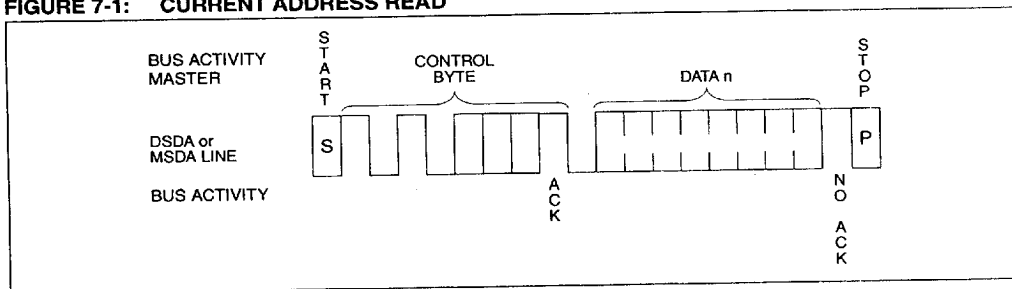 FIGURE 7-1: CURRENT ADDRESS READ
BUS ACTIVITY
MASTER
START
CONTROL
BYTE
DATA n
STOP
DSDA or
MSDA LINE
S
P
BUS ACTIVITY
ACK
NO ACK